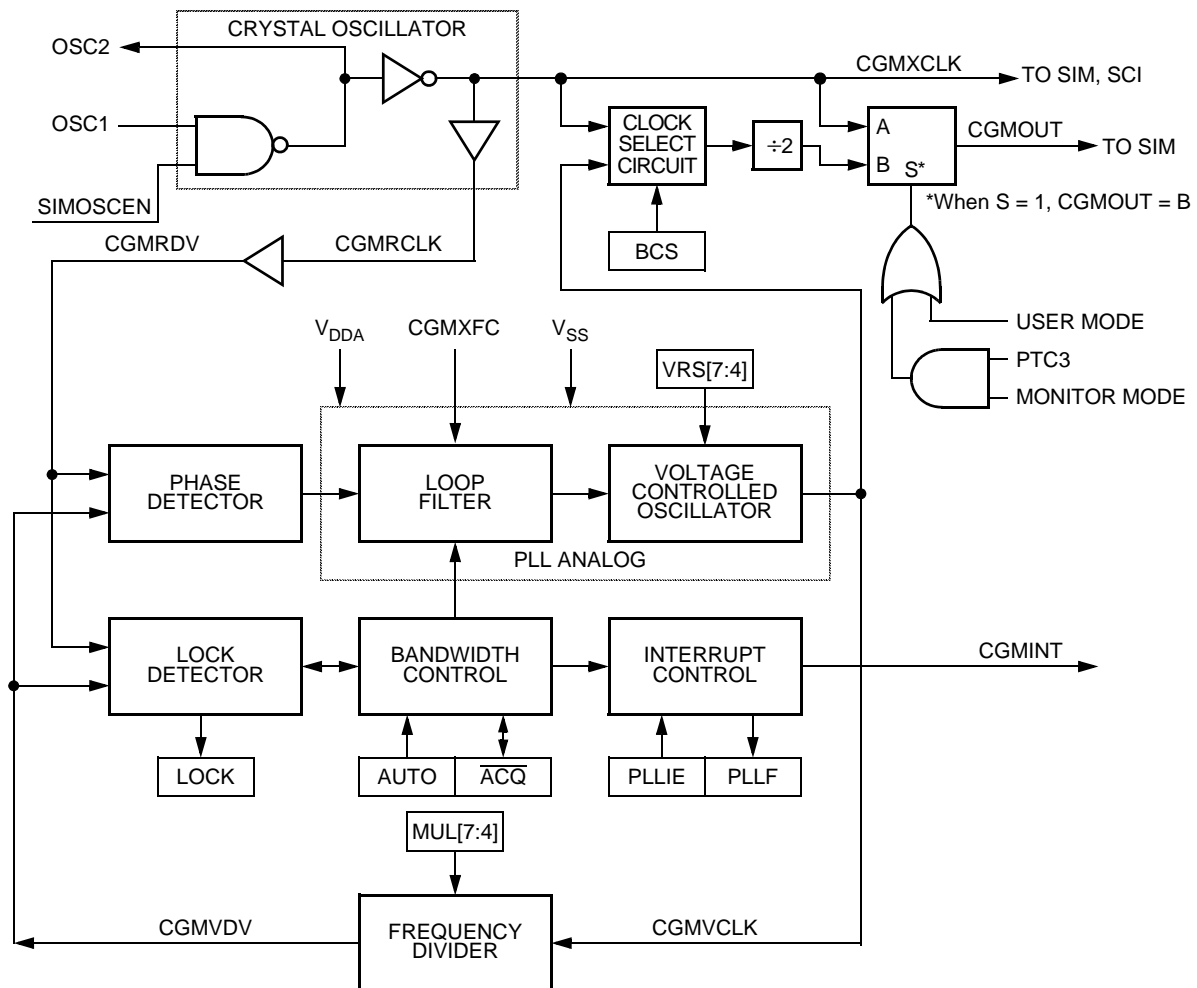 CRYSTAL OSCILLATOR
OSC2
CGMXCLK
TO SIM, SCI
OSC1
CLOCK
SELECT
CIRCUIT
÷2
A
B
S*
CGMOUT
TO SIM
SIMOSCEN
*When S = 1, CGMOUT = B
CGMRDV
CGMRCLK
BCS
USER MODE
PTC3
MONITOR MODE
VDDA
CGMXFC
VSS
VRS[7:4]
PHASE
DETECTOR
LOOP
FILTER
VOLTAGE
CONTROLLED
OSCILLATOR
PLL ANALOG
LOCK
DETECTOR
BANDWIDTH
CONTROL
INTERRUPT
CONTROL
CGMINT
LOCK
AUTO
A̅C̅Q̅
PLLIE
PLLF
MUL[7:4]
CGMVDV
FREQUENCY
DIVIDER
CGMVCLK